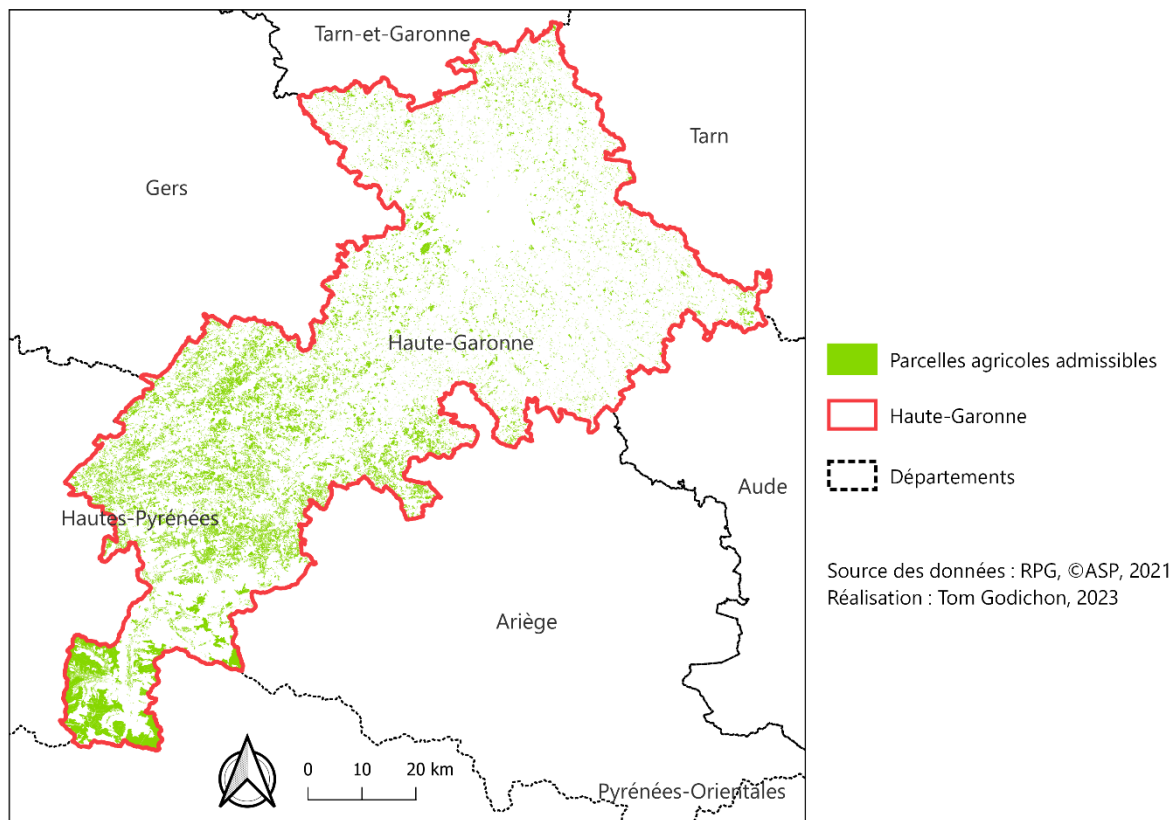 Tarn-et-Garonne
Tarn
Gers
Haute-Garonne
Hautes-Pyrénées
Aude
Ariège
Pyrénées-Orientales
0 10 20 km
Parcelles agricoles admissibles
Haute-Garonne
Départements
Source des données : RPG, ©ASP, 2021
Réalisation : Tom Godichon, 2023